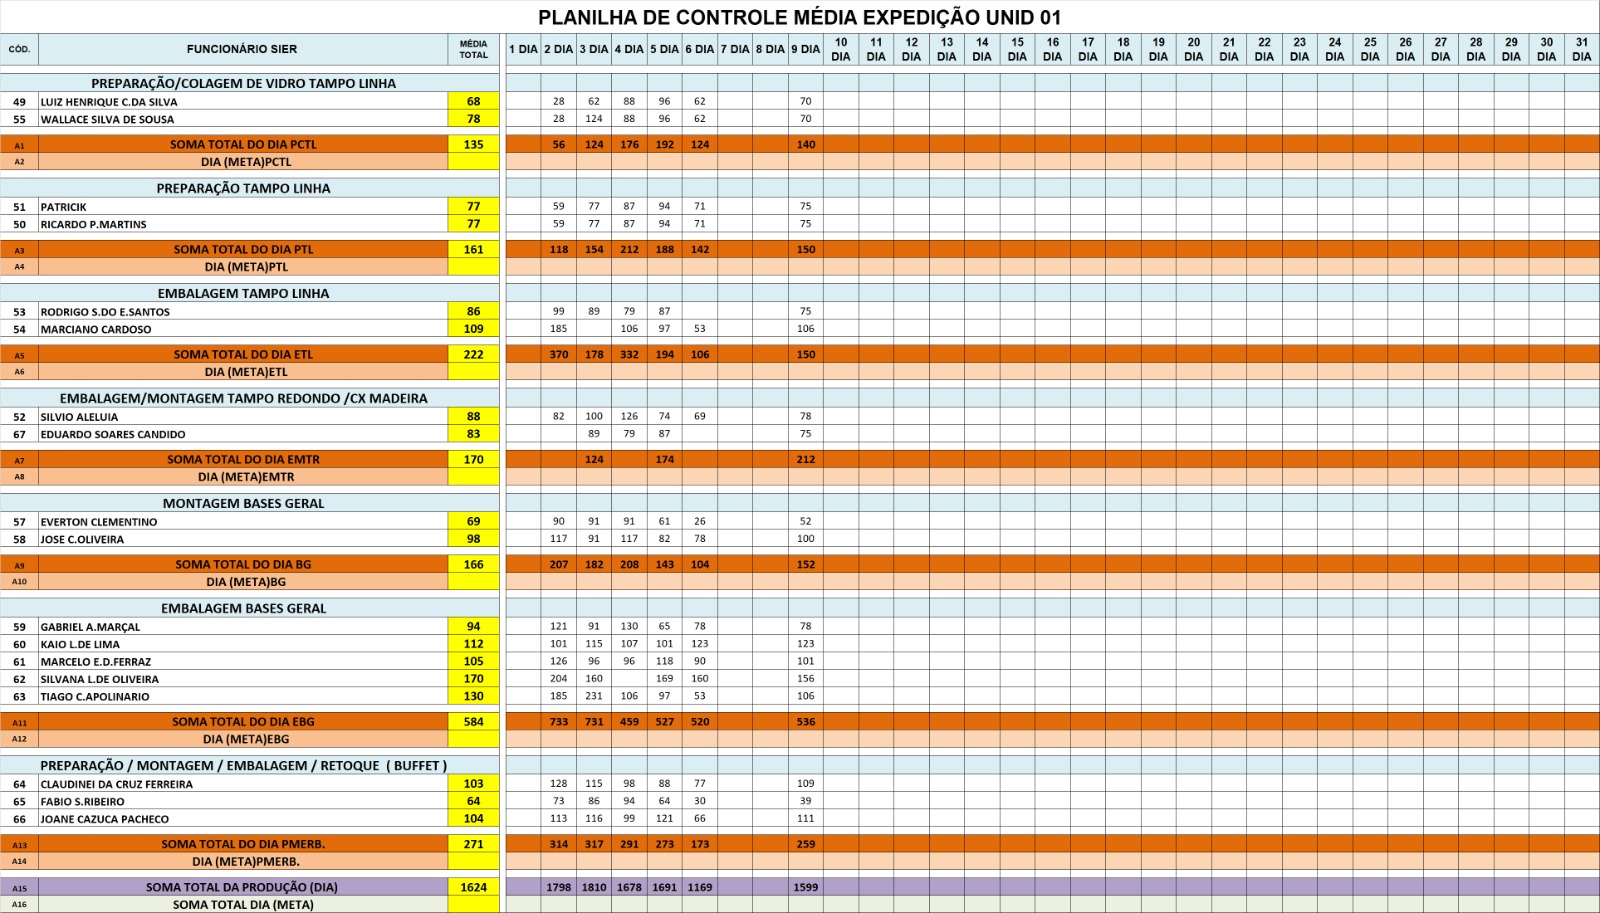 PLANILHA DE CONTROLE MÉDIA EXPEDIÇÃO UNID 01
CÓD. FUNCIONÁRIO SIER MÉDIA TOTAL 1 DIA 2 DIA 3 DIA 4 DIA 5 DIA 6 DIA 7 DIA 8 DIA 9 DIA 10 DIA 11 DIA 12 DIA 13 DIA 14 DIA 15 DIA 16 DIA 17 DIA 18 DIA 19 DIA 20 DIA 21 DIA 22 DIA 23 DIA 24 DIA 25 DIA 26 DIA 27 DIA 28 DIA 29 DIA 30 DIA 31 DIA
PREPARAÇÃO/COLAGEM DE VIDRO TAMPO LINHA
49 LUIZ HENRIQUE C.DA SILVA 68 28 62 88 96 62 70
55 WALLACE SILVA DE SOUSA 78 28 124 88 96 62 70
A1 SOMA TOTAL DO DIA PCTL 135 56 124 176 192 124 140
A2 DIA (META)PCTL
PREPARAÇÃO TAMPO LINHA
51 PATRICIK 77 59 77 87 94 71 75
50 RICARDO P.MARTINS 77 59 77 87 94 71 75
A3 SOMA TOTAL DO DIA PTL 161 118 154 212 188 142 150
A4 DIA (META)PTL
EMBALAGEM TAMPO LINHA
53 RODRIGO S.DO E.SANTOS 86 99 89 79 87 75
54 MARCIANO CARDOSO 109 185 106 97 53 106
A5 SOMA TOTAL DO DIA ETL 222 370 178 332 194 106 150
A6 DIA (META)ETL
EMBALAGEM/MONTAGEM TAMPO REDONDO /CX MADEIRA
52 SILVIO ALELUIA 88 82 100 126 74 69 78
67 EDUARDO SOARES CANDIDO 83 89 79 87 75
A7 SOMA TOTAL DO DIA EMTR 170 124 174 212
A8 DIA (META)EMTR
MONTAGEM BASES GERAL
57 EVERTON CLEMENTINO 69 90 91 91 61 26 52
58 JOSE C.OLIVEIRA 98 117 91 117 82 78 100
A9 SOMA TOTAL DO DIA BG 166 207 182 208 143 104 152
A10 DIA (META)BG
EMBALAGEM BASES GERAL
59 GABRIEL A.MARÇAL 94 121 91 130 65 78 78
60 KAIO L.DE LIMA 112 101 115 107 101 123 123
61 MARCELO E.D.FERRAZ 105 126 96 96 118 90 101
62 SILVANA L.DE OLIVEIRA 170 204 160 169 160 156
63 TIAGO C.APOLINARIO 130 185 231 106 97 53 106
A11 SOMA TOTAL DO DIA EBG 584 733 731 459 527 520 536
A12 DIA (META)EBG
PREPARAÇÃO / MONTAGEM / EMBALAGEM / RETOQUE ( BUFFET )
64 CLAUDINEI DA CRUZ FERREIRA 103 128 115 98 88 77 109
65 FABIO S.RIBEIRO 64 73 86 94 64 30 39
66 JOANE CAZUCA PACHECO 104 113 116 99 121 66 111
A13 SOMA TOTAL DO DIA PMERB. 271 314 317 291 273 173 259
A14 DIA (META)PMERB.
A15 SOMA TOTAL DA PRODUÇÃO (DIA) 1624 1798 1810 1678 1691 1169 1599
A16 SOMA TOTAL DIA (META)